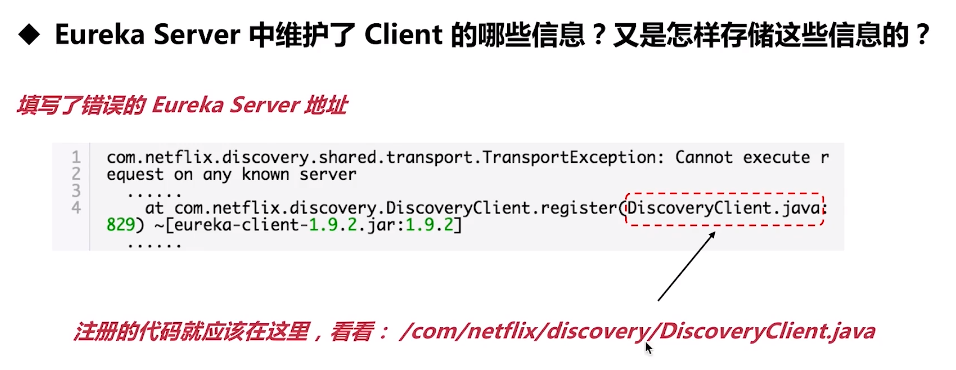 ◆ Eureka Server 中维护了 Client 的哪些信息？又是怎样存储这些信息的？
填写了错误的 Eureka Server 地址
1 com.netflix.discovery.shared.transport.TransportException: Cannot execute r
2 equest on any known server
3 ......
4 at com.netflix.discovery.DiscoveryClient.register(DiscoveryClient.java:
829) ~[eureka-client-1.9.2.jar:1.9.2]
......
注册的代码就应该在这里，看看： /com/netflix/discovery/DiscoveryClient.java